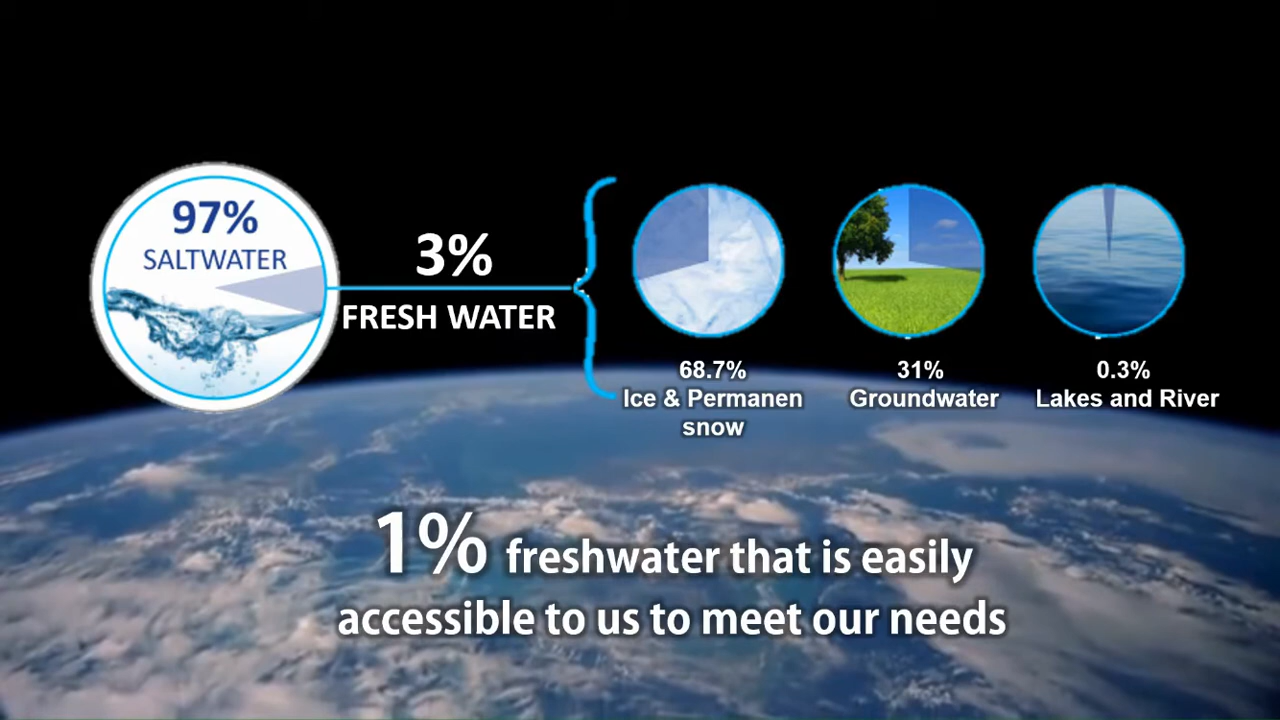 97%
SALTWATER
3%
FRESH WATER
68.7%
Ice & Permanen
snow
31%
Groundwater
0.3%
Lakes and River
1% freshwater that is easily
accessible to us to meet our needs